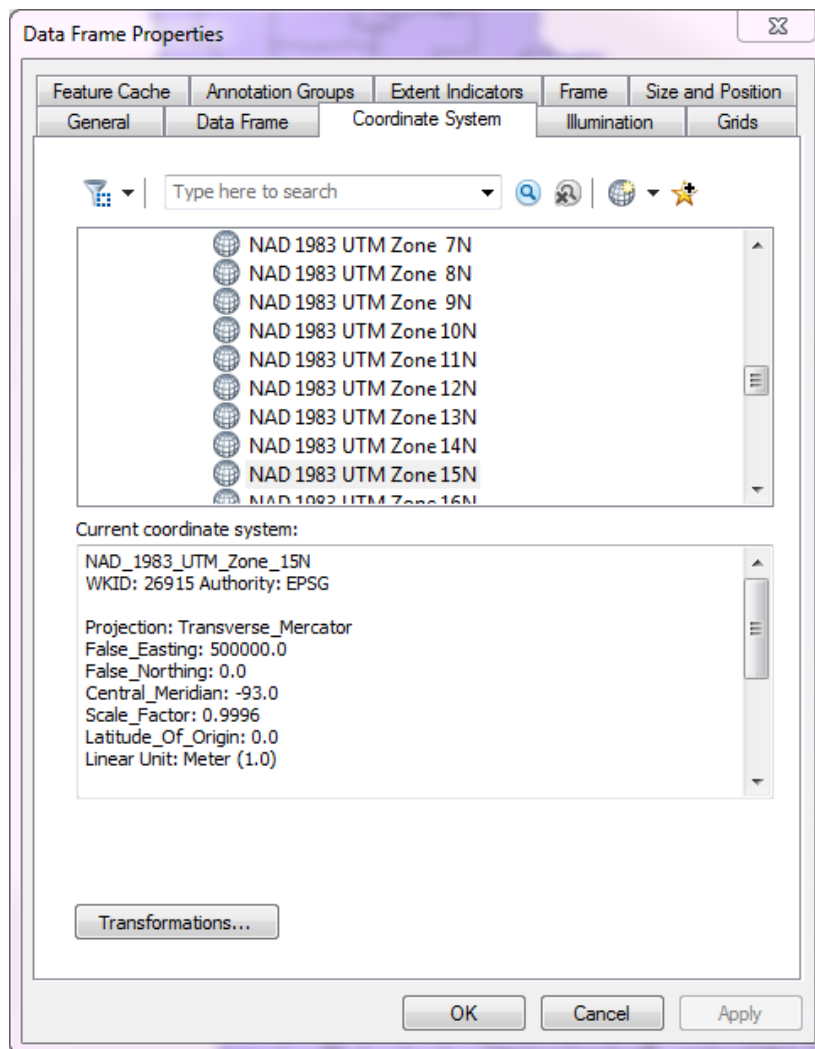 Data Frame Properties
Feature Cache Annotation Groups Extent Indicators Frame Size and Position
General Data Frame Coordinate System Illumination Grids
Type here to search
NAD 1983 UTM Zone 7N
NAD 1983 UTM Zone 8N
NAD 1983 UTM Zone 9N
NAD 1983 UTM Zone 10N
NAD 1983 UTM Zone 11N
NAD 1983 UTM Zone 12N
NAD 1983 UTM Zone 13N
NAD 1983 UTM Zone 14N
NAD 1983 UTM Zone 15N
NAD 1983 UTM Zone 16N
Current coordinate system:
NAD_1983_UTM_Zone_15N
WKID: 26915 Authority: EPSG
Projection: Transverse_Mercator
False_Easting: 500000.0
False_Northing: 0.0
Central_Meridian: -93.0
Scale_Factor: 0.9996
Latitude_Of_Origin: 0.0
Linear Unit: Meter (1.0)
Transformations...
OK Cancel Apply